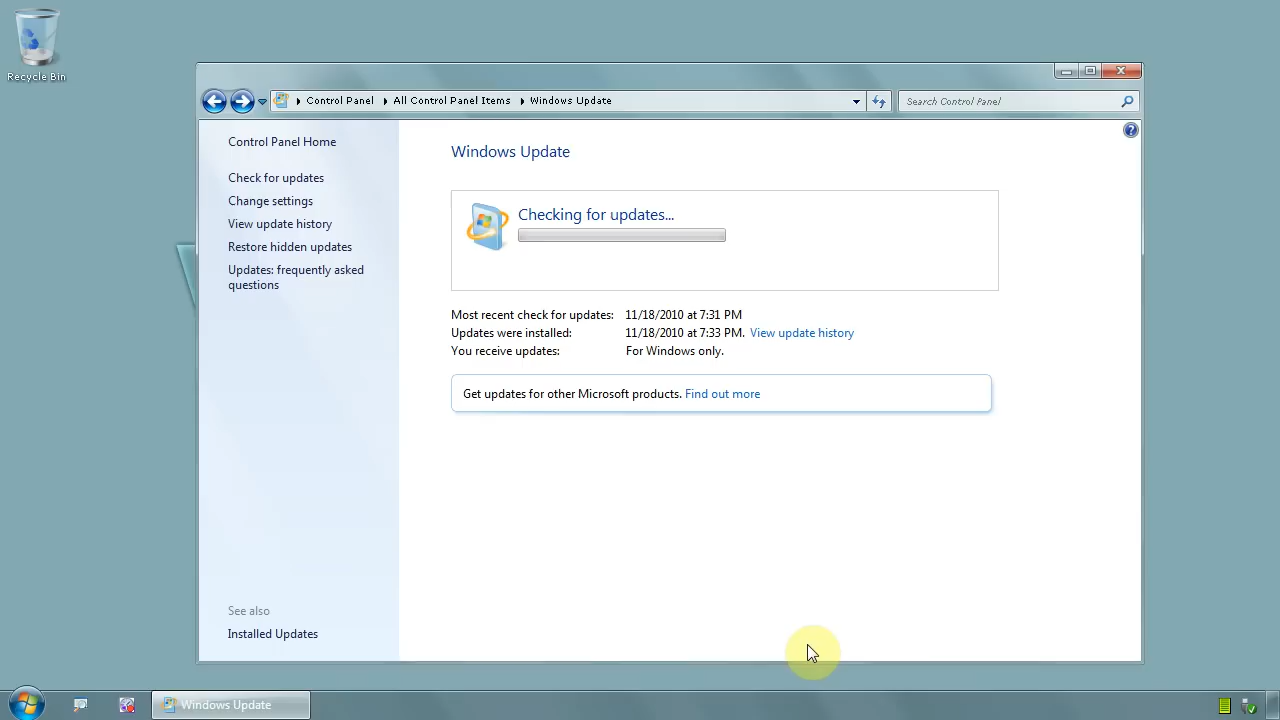 Recycle Bin
Control Panel
All Control Panel Items
Windows Update
Search Control Panel
Control Panel Home
Check for updates
Change settings
View update history
Restore hidden updates
Updates: frequently asked
questions
See also
Installed Updates
Windows Update
Checking for updates...
Most recent check for updates: 11/18/2010 at 7:31 PM
Updates were installed: 11/18/2010 at 7:33 PM. View update history
You receive updates: For Windows only.
Get updates for other Microsoft products. Find out more
Windows Update